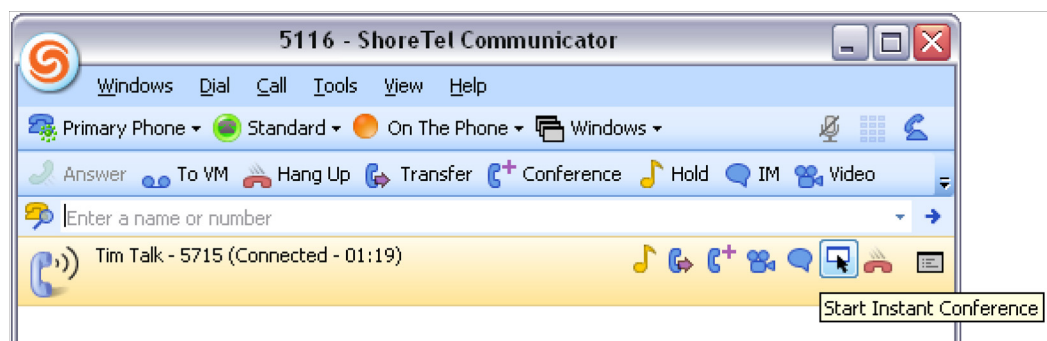 5116 - ShoreTel Communicator
Windows Dial Call Tools View Help
Primary Phone Standard On The Phone Windows
Answer To VM Hang Up Transfer Conference Hold IM Video
Enter a name or number
Tim Talk - 5715 (Connected - 01:19)
Start Instant Conference